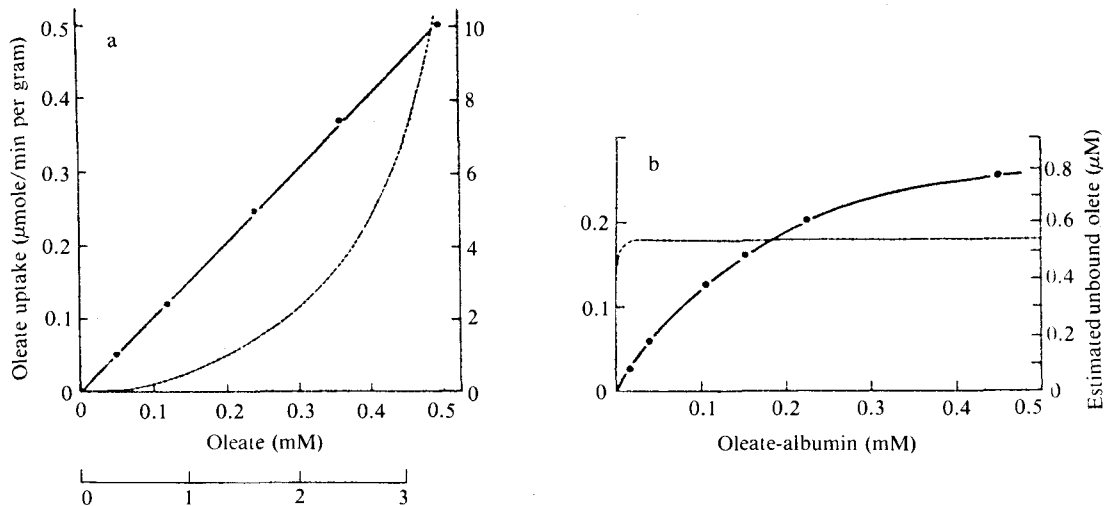 a
Oleate uptake (μmole/min per gram)
0.5
0.4
0.3
0.2
0.1
0
10
8
6
4
2
0
0 0.1 0.2 0.3 0.4 0.5
Oleate (mM)
0 1 2 3
b
0.2
0.1
0
0.8
0.6
0.4
0.2
0
Estimated unbound olete (μM)
0.1 0.2 0.3 0.4 0.5
Oleate-albumin (mM)